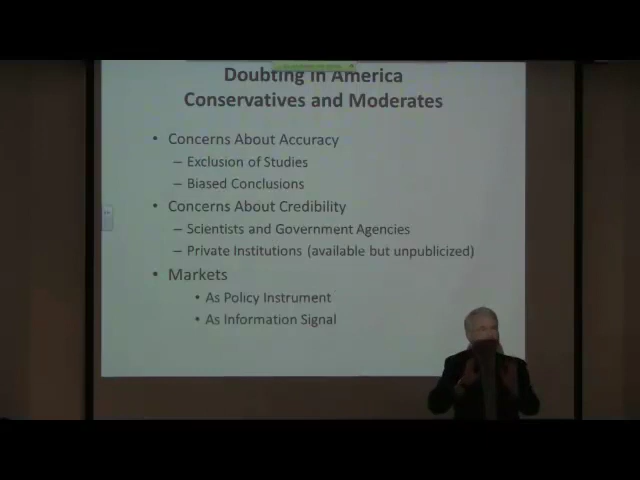 Doubting in America
Conservatives and Moderates
• Concerns About Accuracy
– Exclusion of Studies
– Biased Conclusions
• Concerns About Credibility
– Scientists and Government Agencies
– Private Institutions (available but unpublicized)
• Markets
• As Policy Instrument
• As Information Signal